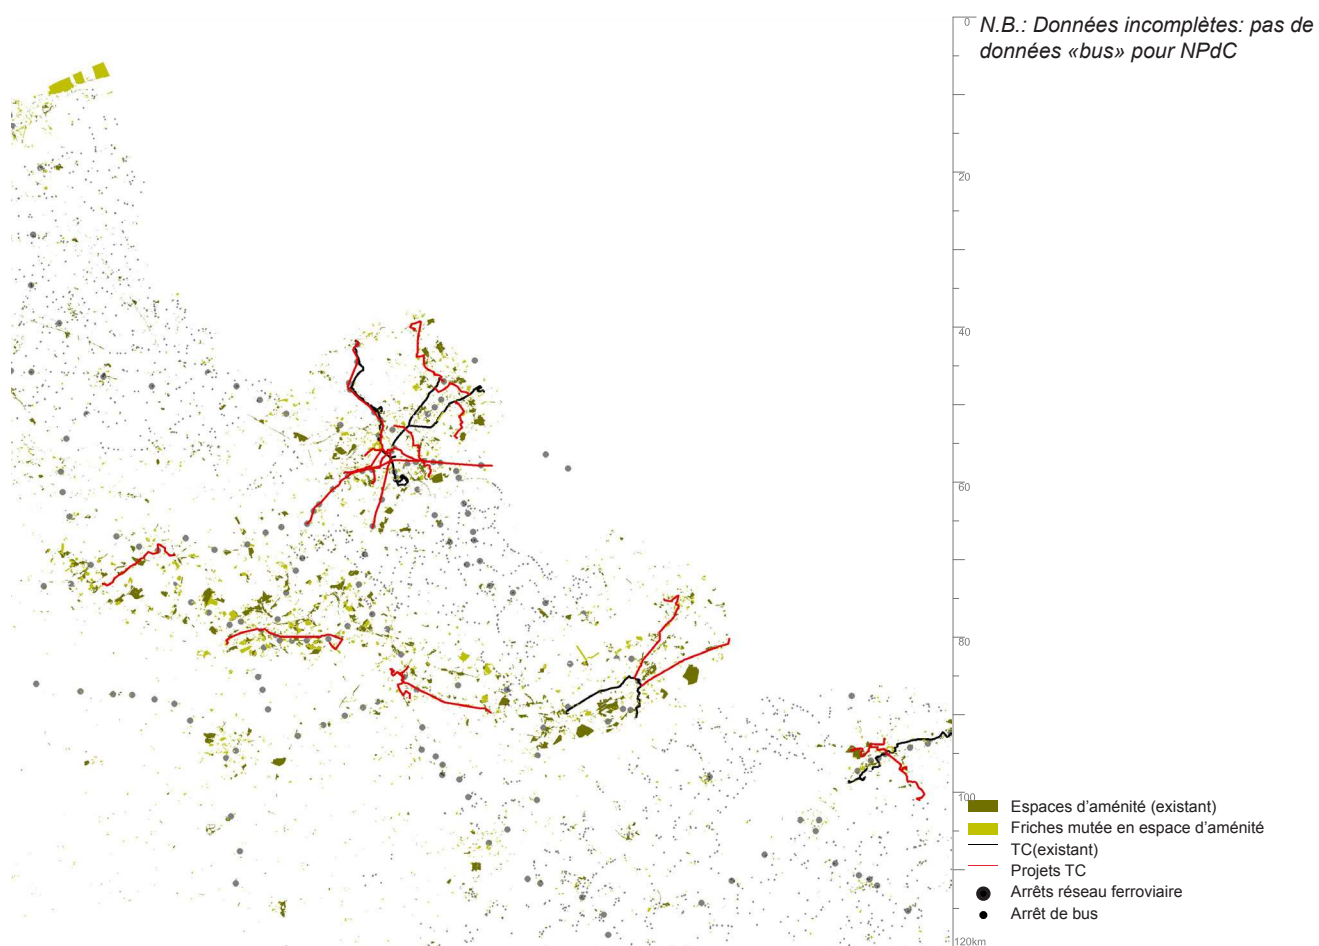 N.B.: Données incomplètes: pas de
données «bus» pour NPdC
0
20
40
60
80
100
120km
Espaces d'aménité (existant)
Friches mutée en espace d'aménité
TC(existant)
Projets TC
Arrêts réseau ferroviaire
Arrêt de bus